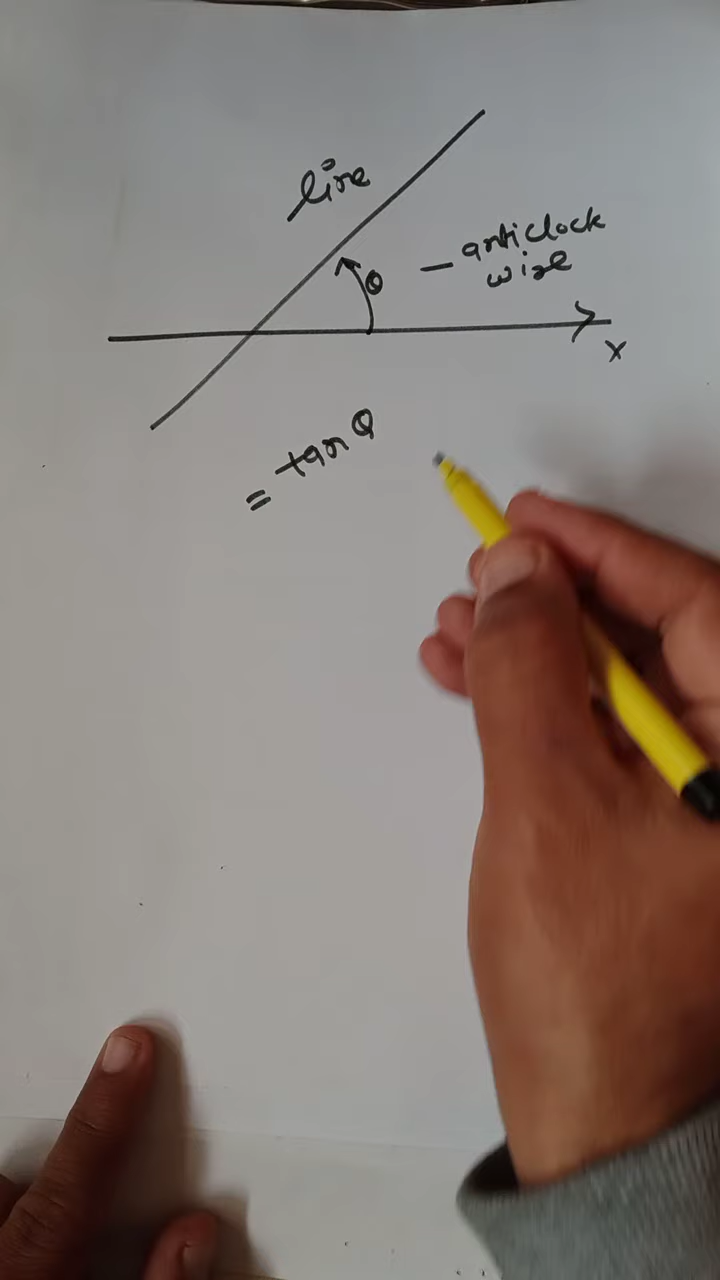 line
- anticlock
wise
θ
x
= tan θ